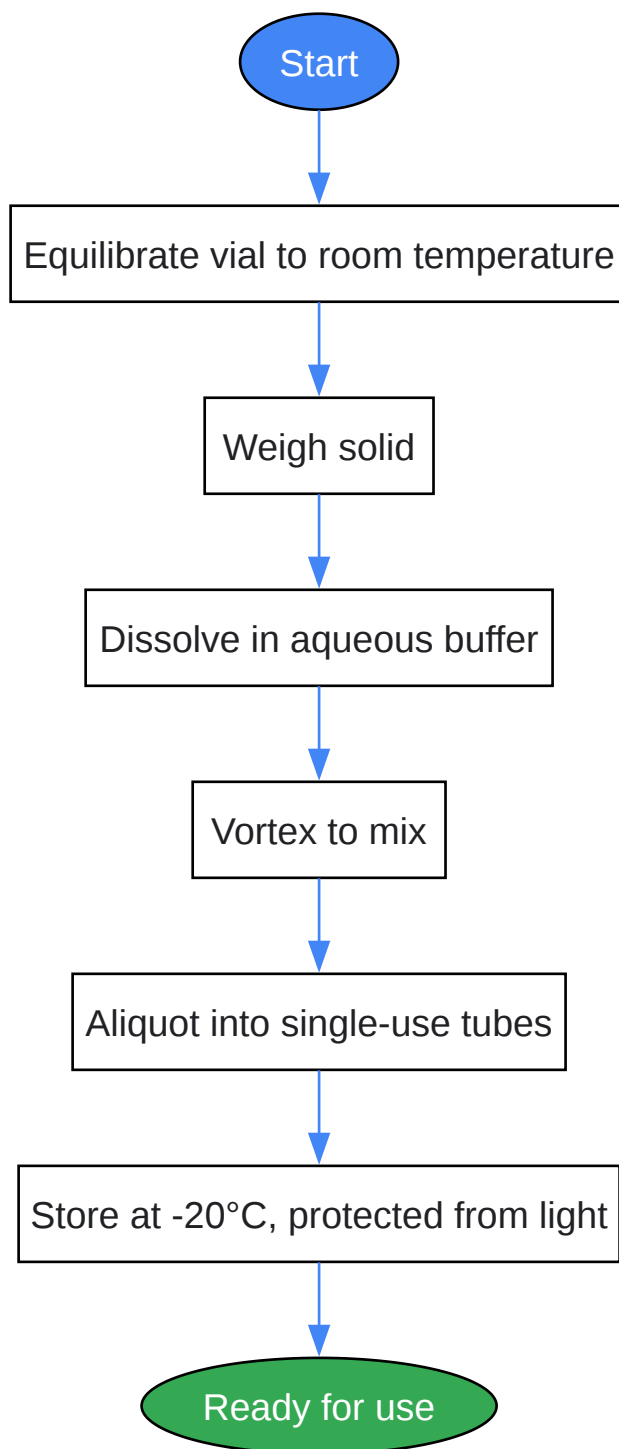 Start
Equilibrate vial to room temperature
Weigh solid
Dissolve in aqueous buffer
Vortex to mix
Aliquot into single-use tubes
Store at -20°C, protected from light
Ready for use